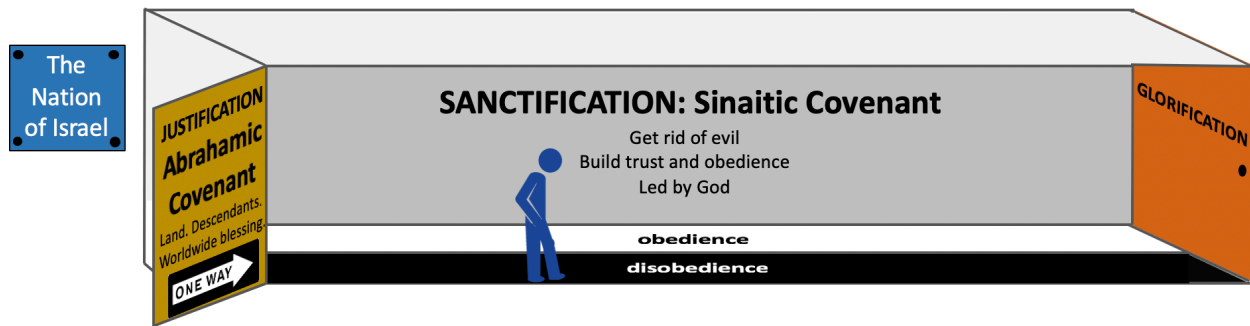 The
Nation
of Israel
JUSTIFICATION
Abrahamic
Covenant
Land. Descendants.
Worldwide blessing.
ONE WAY
SANCTIFICATION: Sinaitic Covenant
Get rid of evil
Build trust and obedience
Led by God
obedience
disobedience
GLORIFICATION